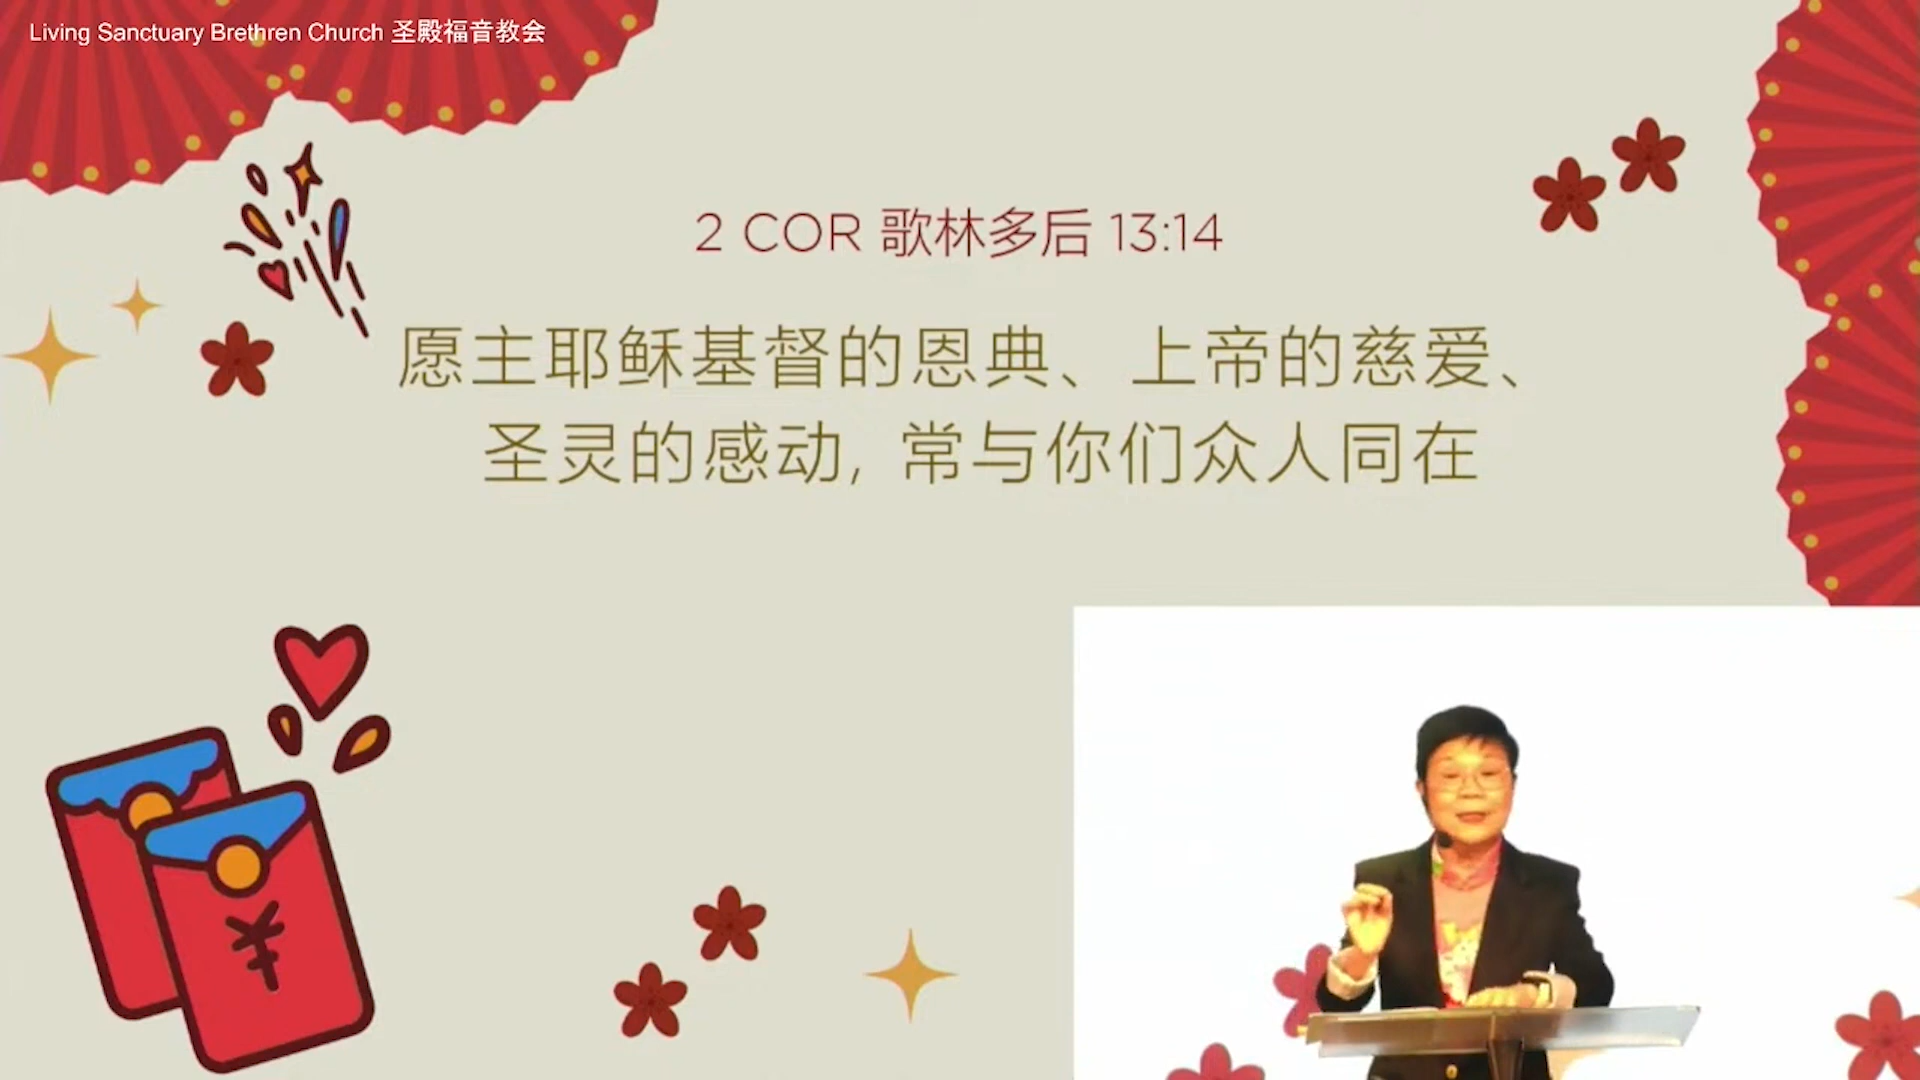 Living Sanctuary Brethren Church 圣殿福音教会
2 COR 歌林多后 13:14
愿主耶稣基督的恩典、上帝的慈爱、
圣灵的感动, 常与你们众人同在
¥